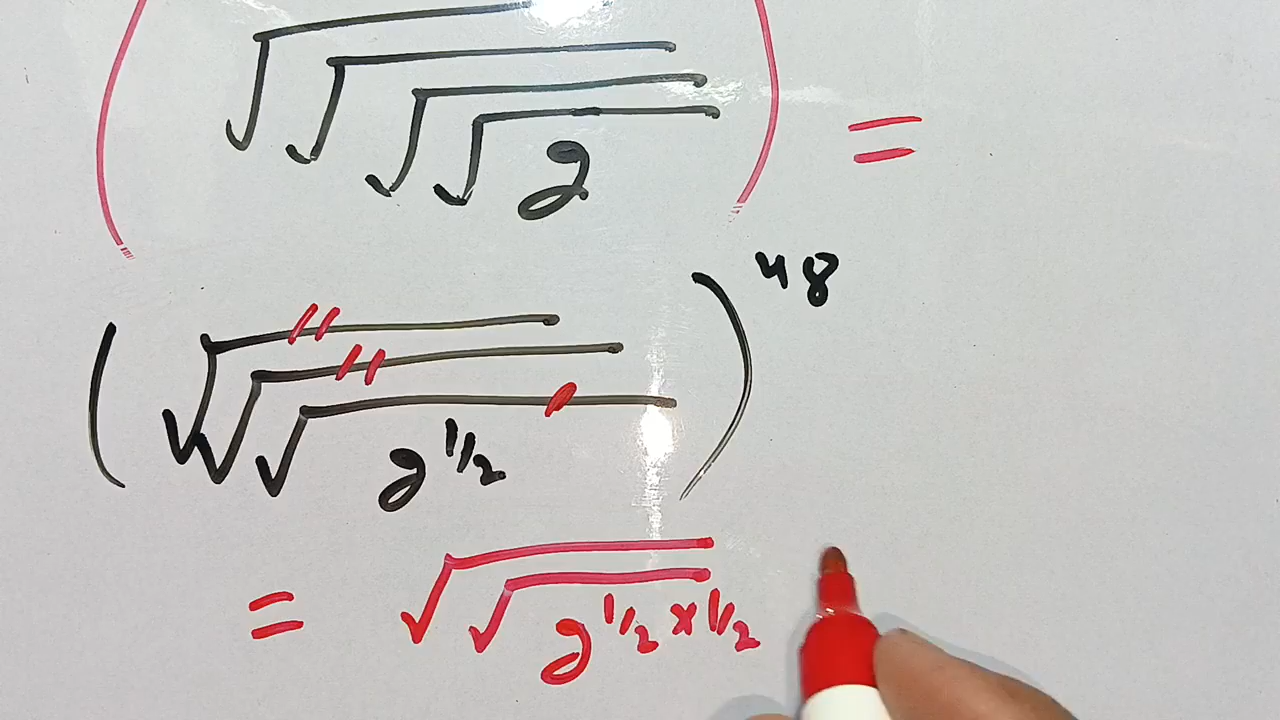 (√√√√2) =
(√√√2^1/2)^48
= √√2^1/2 × 1/2